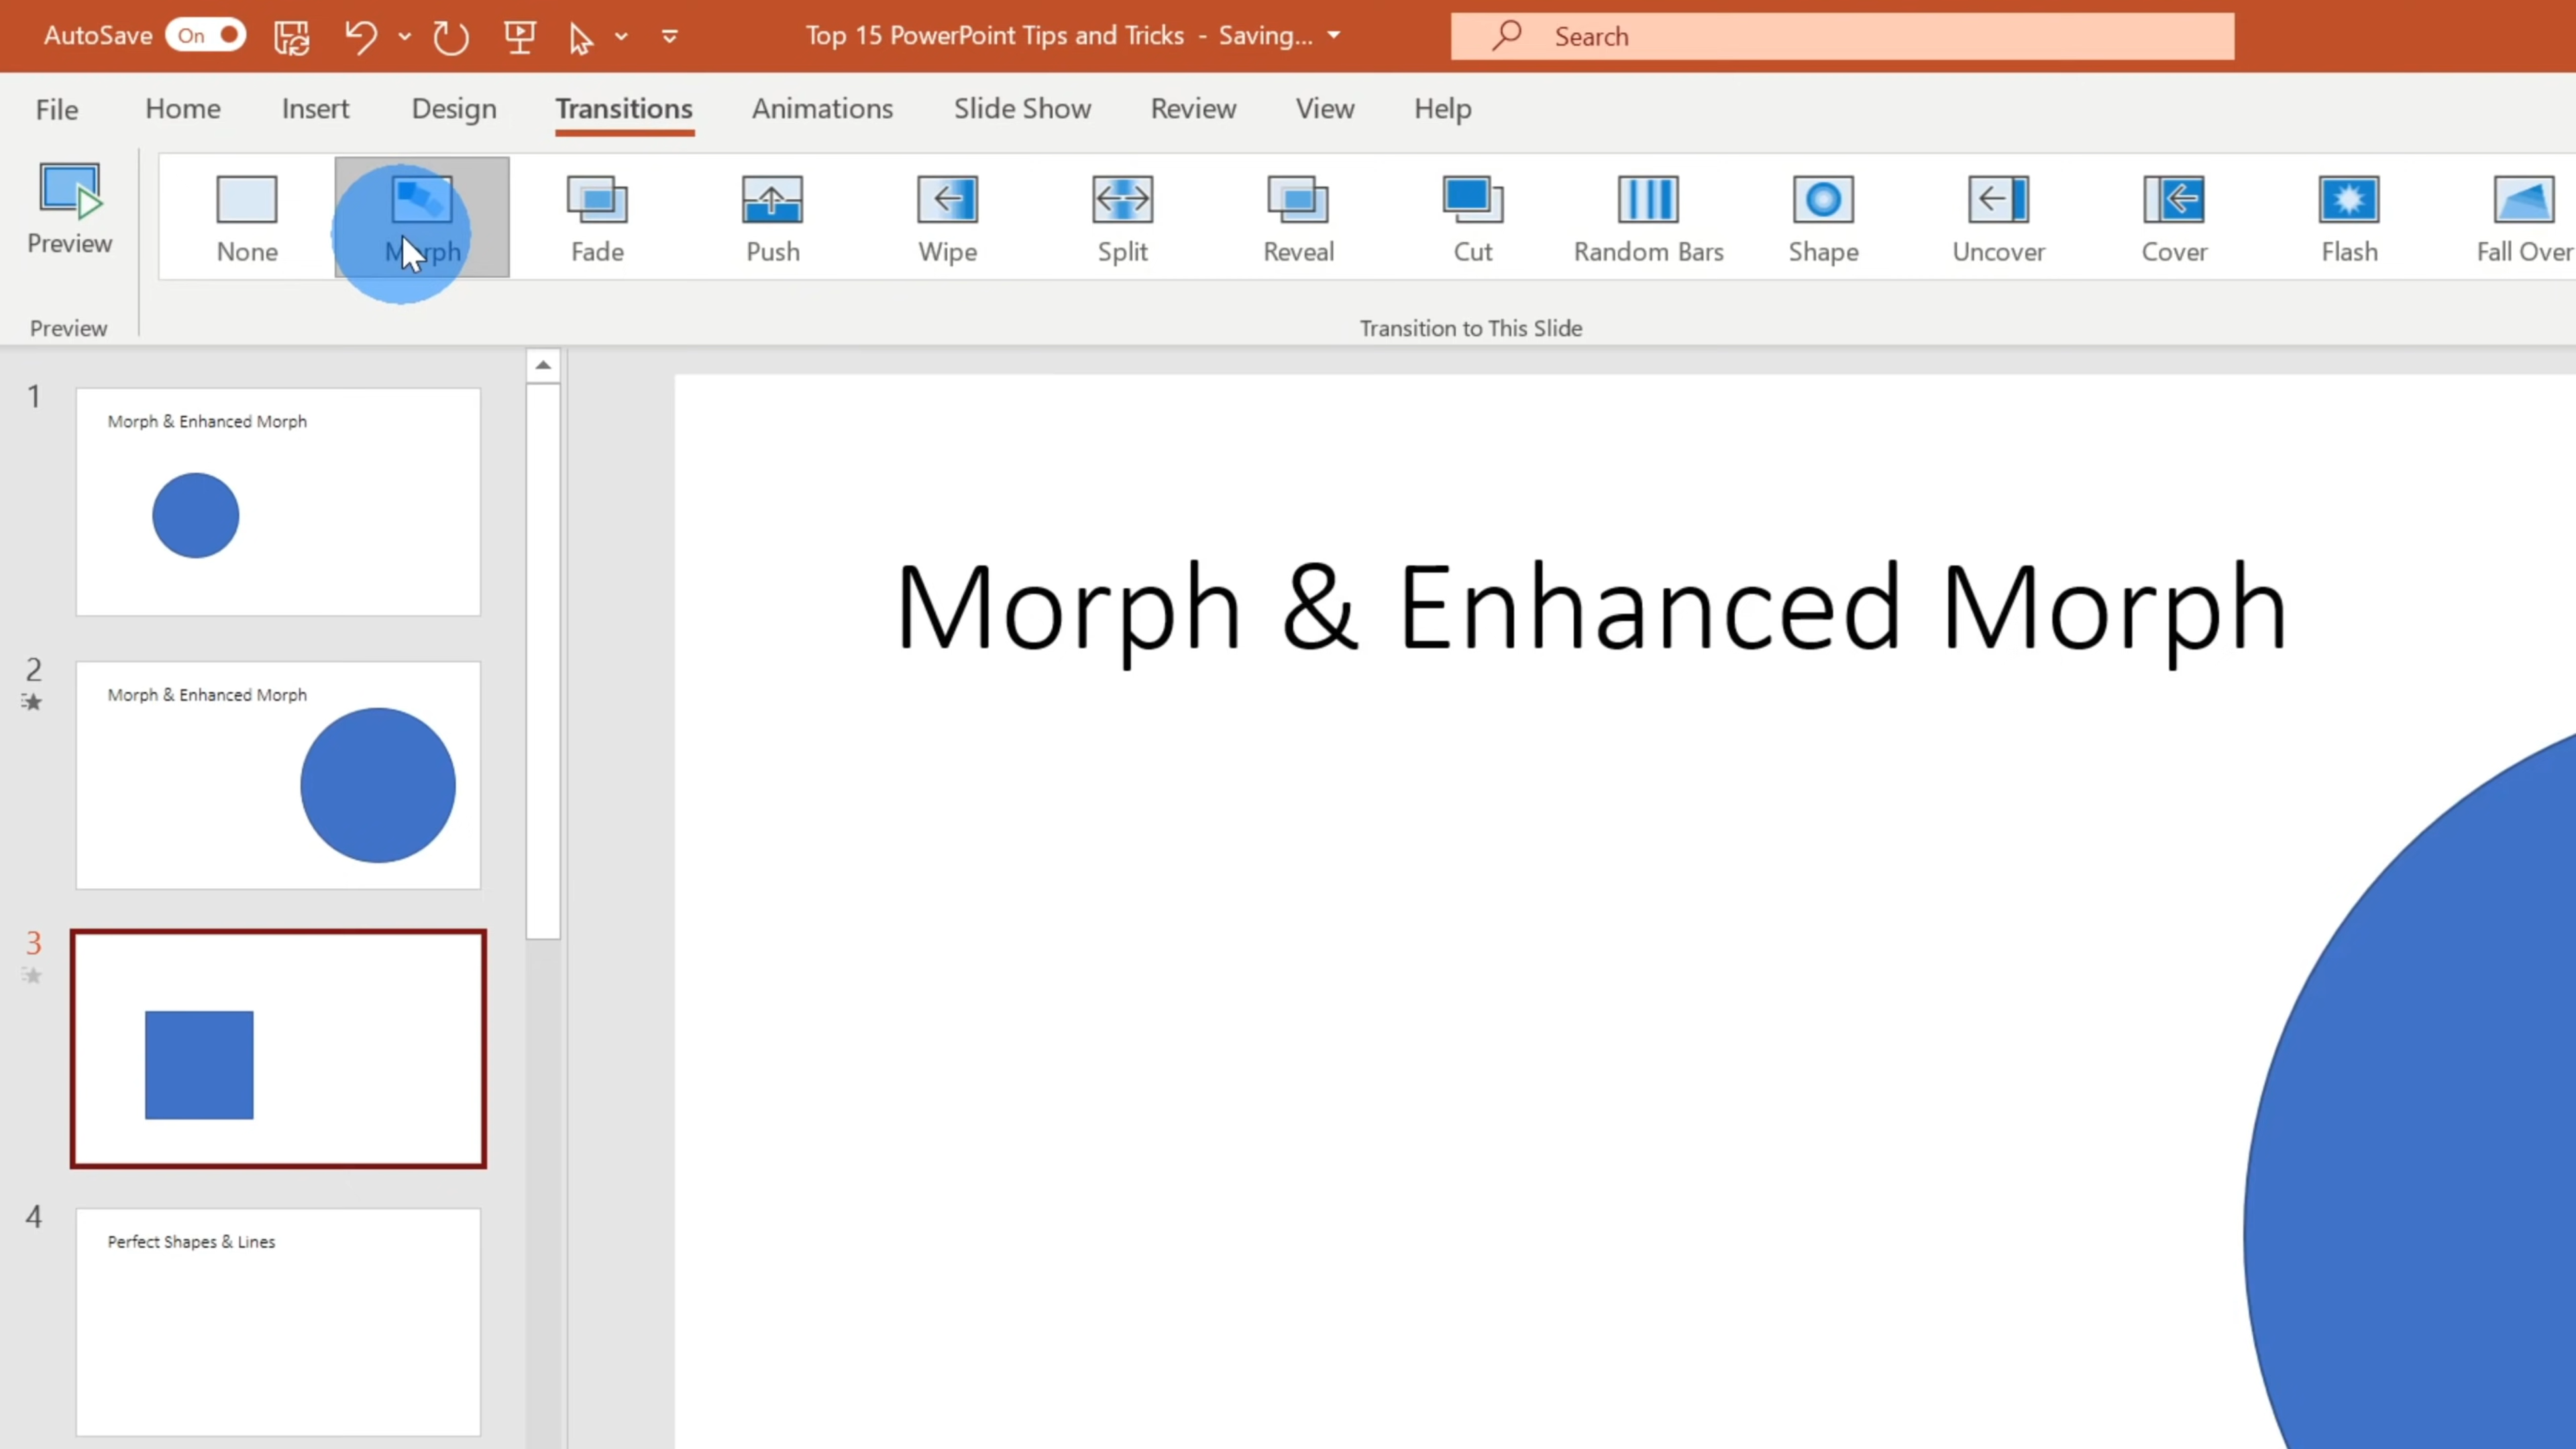 AutoSave On Top 15 PowerPoint Tips and Tricks - Saving... Search
File Home Insert Design Transitions Animations Slide Show Review View Help
Preview None Morph Fade Push Wipe Split Reveal Cut Random Bars Shape Uncover Cover Flash Fall Over
Preview Transition to This Slide
1
Morph & Enhanced Morph
2
Morph & Enhanced Morph
3
4
Perfect Shapes & Lines
Morph & Enhanced Morph